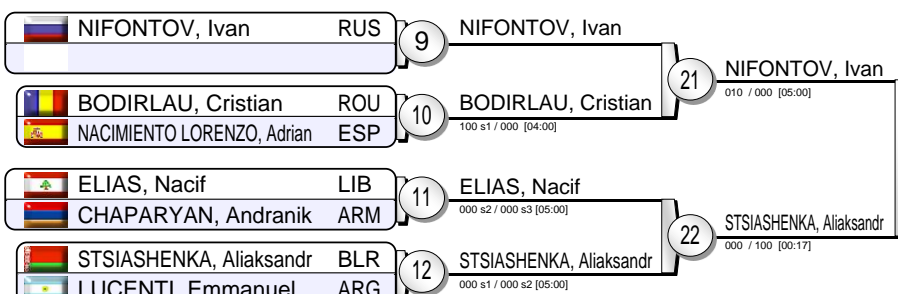 NIFONTOV, Ivan RUS
9
NIFONTOV, Ivan
BODIRLAU, Cristian ROU
NACIMIENTO LORENZO, Adrian ESP
10
BODIRLAU, Cristian
100 s1 / 000 [04:00]
21
NIFONTOV, Ivan
010 / 000 [05:00]
ELIAS, Nacif LIB
CHAPARYAN, Andranik ARM
11
ELIAS, Nacif
000 s2 / 000 s3 [05:00]
STSIASHENKA, Aliaksandr BLR
LUCENTI, Emmanuel ARG
12
STSIASHENKA, Aliaksandr
000 s1 / 000 s2 [05:00]
22
STSIASHENKA, Aliaksandr
000 / 100 [00:17]